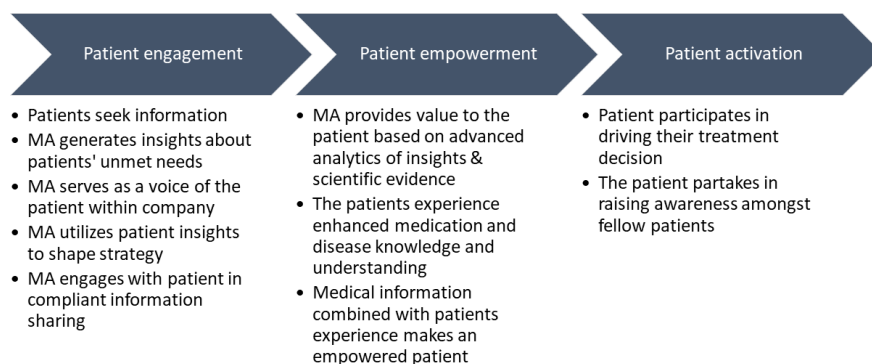 Patient engagement
• Patients seek information
• MA generates insights about
patients' unmet needs
• MA serves as a voice of the
patient within company
• MA utilizes patient insights
to shape strategy
• MA engages with patient in
compliant information
sharing
Patient empowerment
• MA provides value to the
patient based on advanced
analytics of insights &
scientific evidence
• The patients experience
enhanced medication and
disease knowledge and
understanding
• Medical information
combined with patients
experience makes an
empowered patient
Patient activation
• Patient participates in
driving their treatment
decision
• The patient partakes in
raising awareness amongst
fellow patients